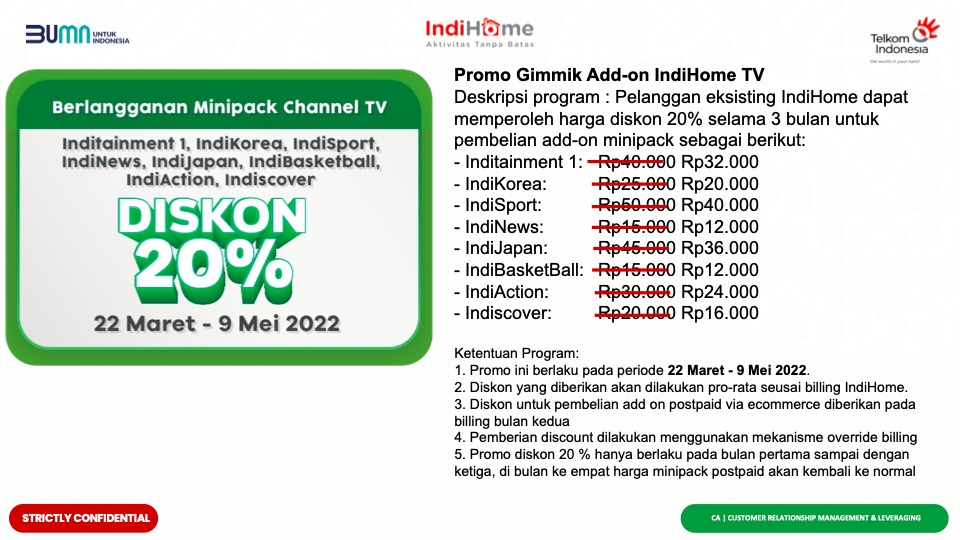 BUMN UNTUK
INDONESIA
IndiHome
Aktivitas Tanpa Batas
Telkom
Indonesia
the world in your hand
Berlangganan Minipack Channel TV
Inditainment 1, IndiKorea, IndiSport,
IndiNews, IndiJapan, IndiBasketball,
IndiAction, Indiscover
DISKON
20%
22 Maret - 9 Mei 2022
Promo Gimmik Add-on IndiHome TV
Deskripsi program : Pelanggan eksisting IndiHome dapat
memperoleh harga diskon 20% selama 3 bulan untuk
pembelian add-on minipack sebagai berikut:
- Inditainment 1: Rp40.000 Rp32.000
- IndiKorea: Rp25.000 Rp20.000
- IndiSport: Rp50.000 Rp40.000
- IndiNews: Rp15.000 Rp12.000
- IndiJapan: Rp45.000 Rp36.000
- IndiBasketBall: Rp15.000 Rp12.000
- IndiAction: Rp30.000 Rp24.000
- Indiscover: Rp20.000 Rp16.000
Ketentuan Program:
1. Promo ini berlaku pada periode 22 Maret - 9 Mei 2022.
2. Diskon yang diberikan akan dilakukan pro-rata seusai billing IndiHome.
3. Diskon untuk pembelian add on postpaid via ecommerce diberikan pada
billing bulan kedua
4. Pemberian discount dilakukan menggunakan mekanisme override billing
5. Promo diskon 20 % hanya berlaku pada bulan pertama sampai dengan
ketiga, di bulan ke empat harga minipack postpaid akan kembali ke normal
STRICTLY CONFIDENTIAL
CA | CUSTOMER RELATIONSHIP MANAGEMENT & LEVERAGING